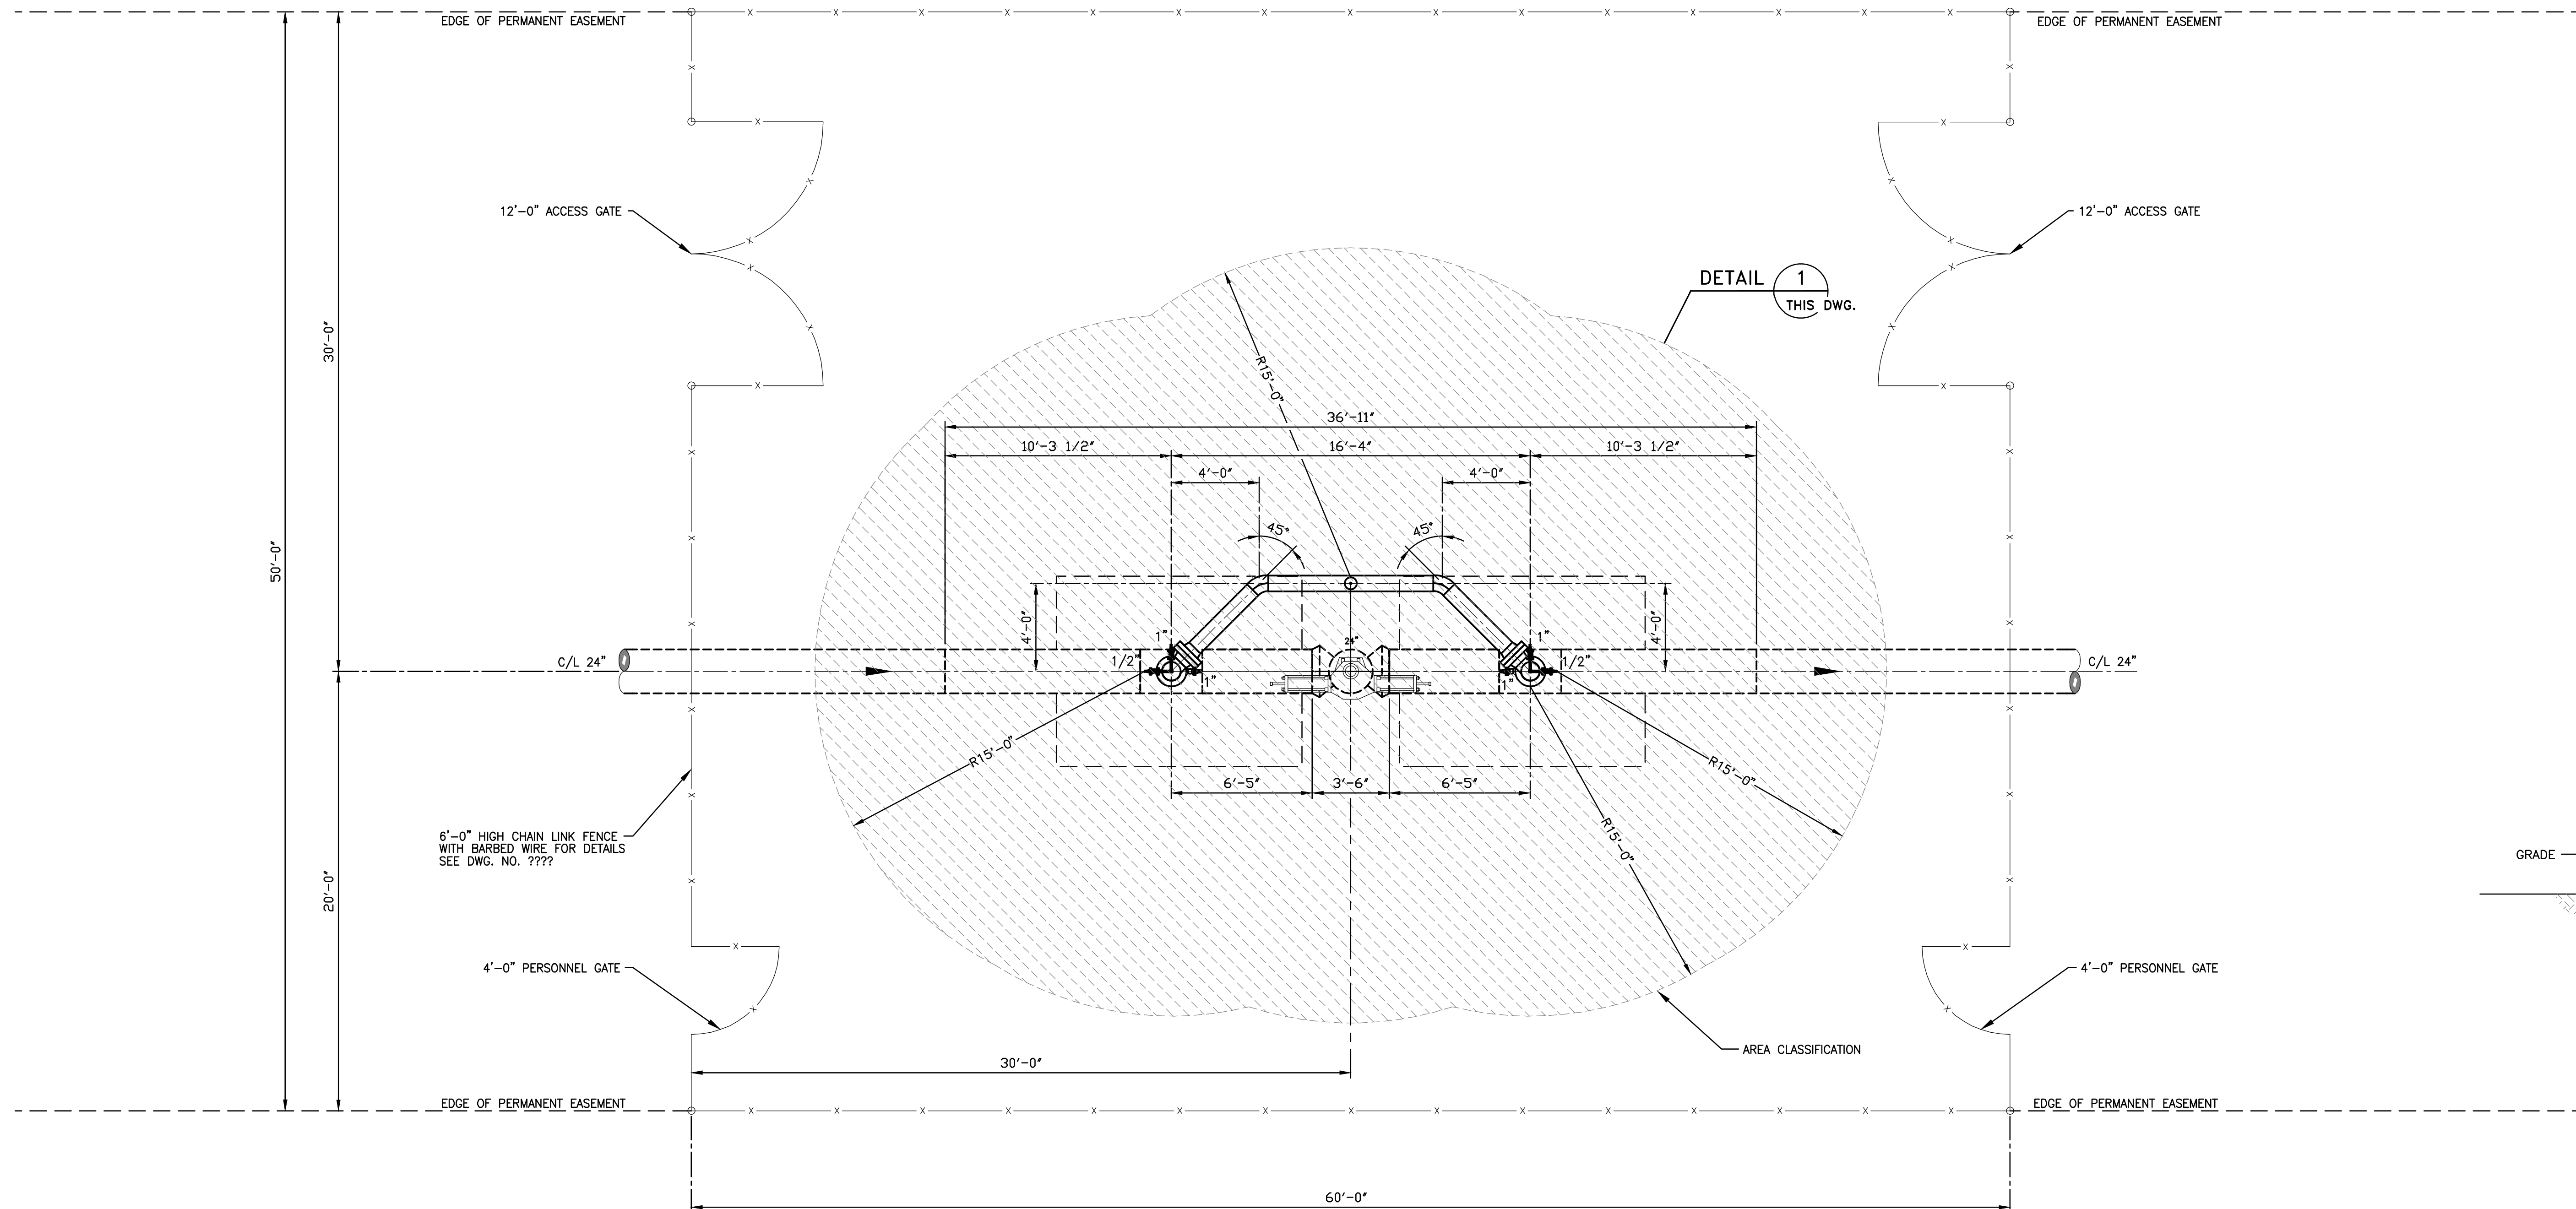 EDGE OF PERMANENT EASEMENT
EDGE OF PERMANENT EASEMENT
12'-0" ACCESS GATE
12'-0" ACCESS GATE
DETAIL 1
THIS DWG.
30'-0"
50'-0"
R15'-0"
36'-11"
10'-3 1/2"
16'-4"
10'-3 1/2"
4'-0"
4'-0"
45°
45°
4'-0"
4'-0"
1"
24"
1"
C/L 24"
1/2"
1/2"
C/L 24"
1"
1"
R15'-0"
R15'-0"
R15'-0"
6'-5"
3'-6"
6'-5"
6'-0" HIGH CHAIN LINK FENCE
WITH BARBED WIRE FOR DETAILS
SEE DWG. NO. ????
GRADE
20'-0"
4'-0" PERSONNEL GATE
4'-0" PERSONNEL GATE
AREA CLASSIFICATION
30'-0"
EDGE OF PERMANENT EASEMENT
EDGE OF PERMANENT EASEMENT
60'-0"